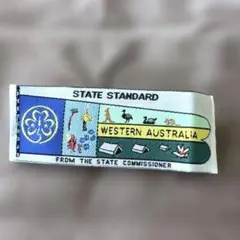 STATE STANDARD
WESTERN AUSTRALIA
FROM THE STATE COMMISSIONER